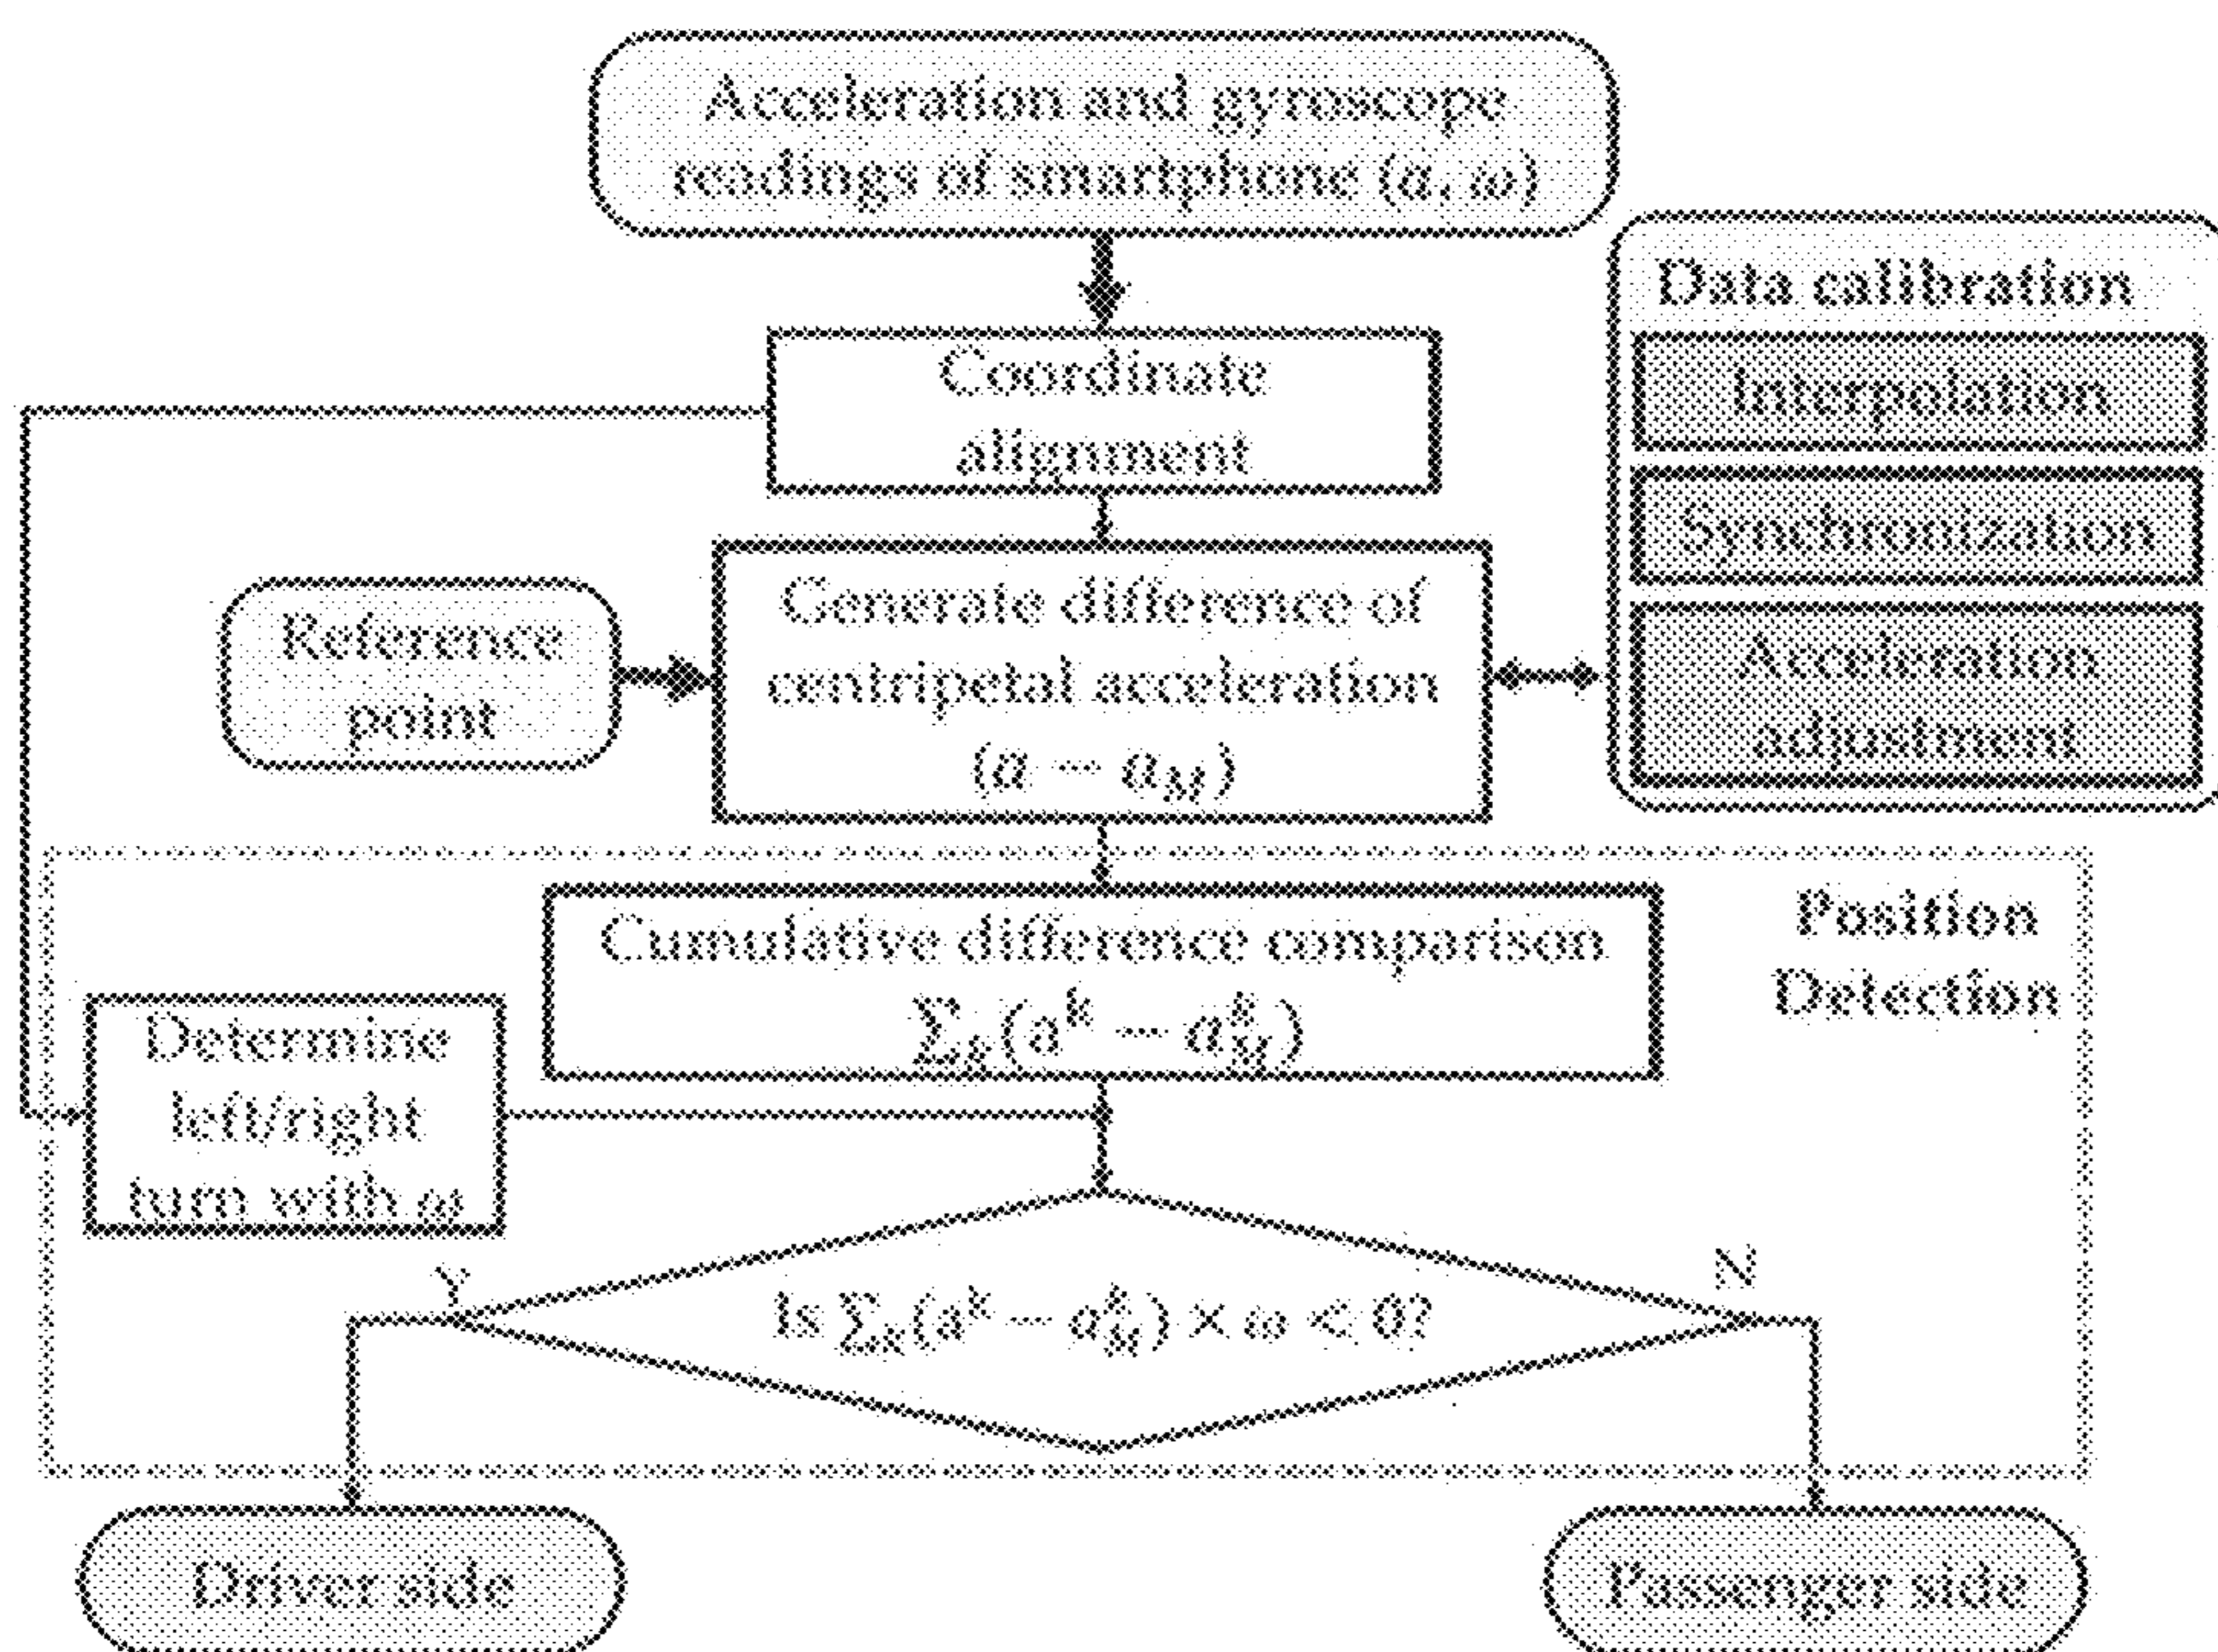 Acceleration and gyroscope
readings of smartphone (a, ω)
Data calibration
Interpolation
Synchronization
Acceleration
adjustment
Coordinate
alignment
Reference
point
Generate difference of
centripetal acceleration
(a − a_M)
Position
Detection
Cumulative difference comparison
∑_k(a^k − a_M^k)
Determine
left/right
turn with ω
Y
N
Is ∑_k(a^k − a_M^k) × ω < 0?
Driver side
Passenger side